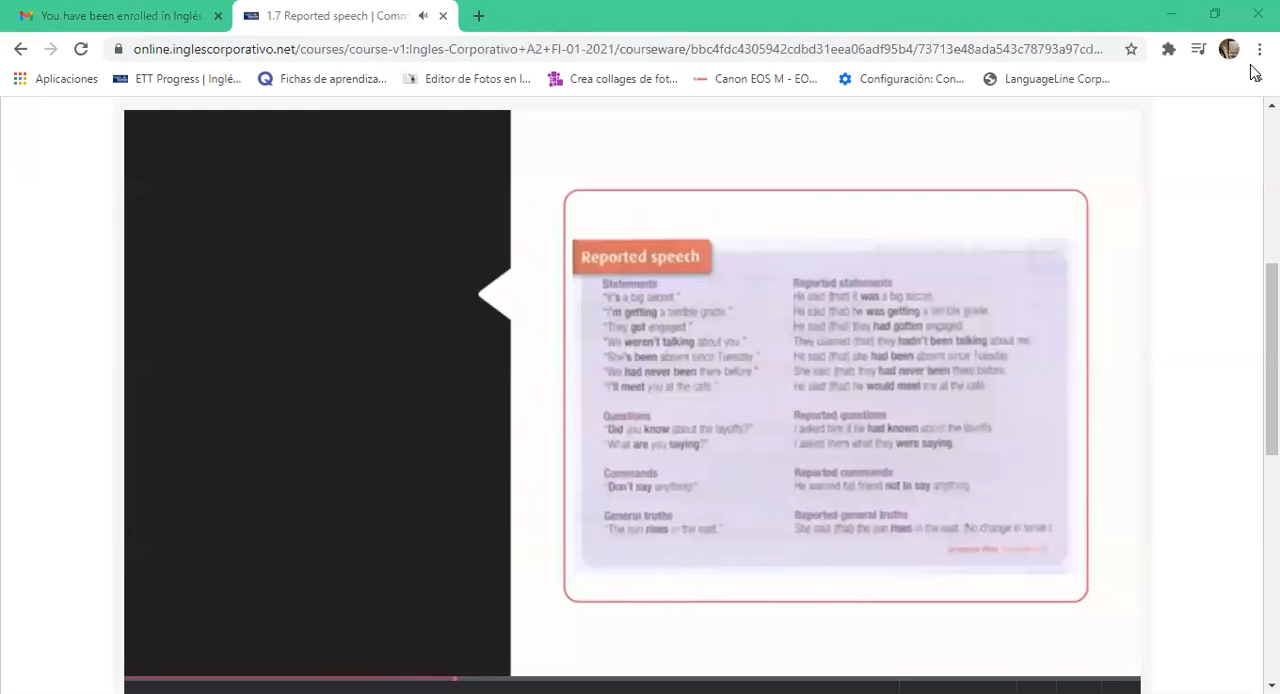 You have been enrolled in Inglés
1.7 Reported speech | Com
online.inglescorporativo.net/courses/course-v1:Ingles-Corporativo+A2+FI-01-2021/courseware/bbc4fdc4305942cdbd31eea06adf95b4/73713e48ada543c78793a97cd...
Aplicaciones
ETT Progress | Inglé...
Fichas de aprendiza...
Editor de Fotos en l...
Crea collages de fot...
Canon EOS M - EO...
Configuración: Con...
LanguageLine Corp...
Reported speech
Statements
"It's a big secret."
"I'm getting a terrible grade."
"They got engaged."
"We weren't talking about you."
"She's been absent since Tuesday."
"We had never been there before."
"I'll meet you at the café."
Questions
"Did you know about the layoffs?"
"What are you saying?"
Commands
"Don't say anything!"
General truths
"The sun rises in the east."
Reported statements
He said (that) it was a big secret.
He said (that) he was getting a terrible grade.
He said (that) they had gotten engaged.
They claimed (that) they hadn't been talking about me.
He said (that) she had been absent since Tuesday.
She said (that) they had never been there before.
He said (that) he would meet me at the café.
Reported questions
I asked him if he had known about the layoffs.
I asked them what they were saying.
Reported commands
He warned his friend not to say anything.
Reported general truths
She said (that) the sun rises in the east. (No change in tense.)